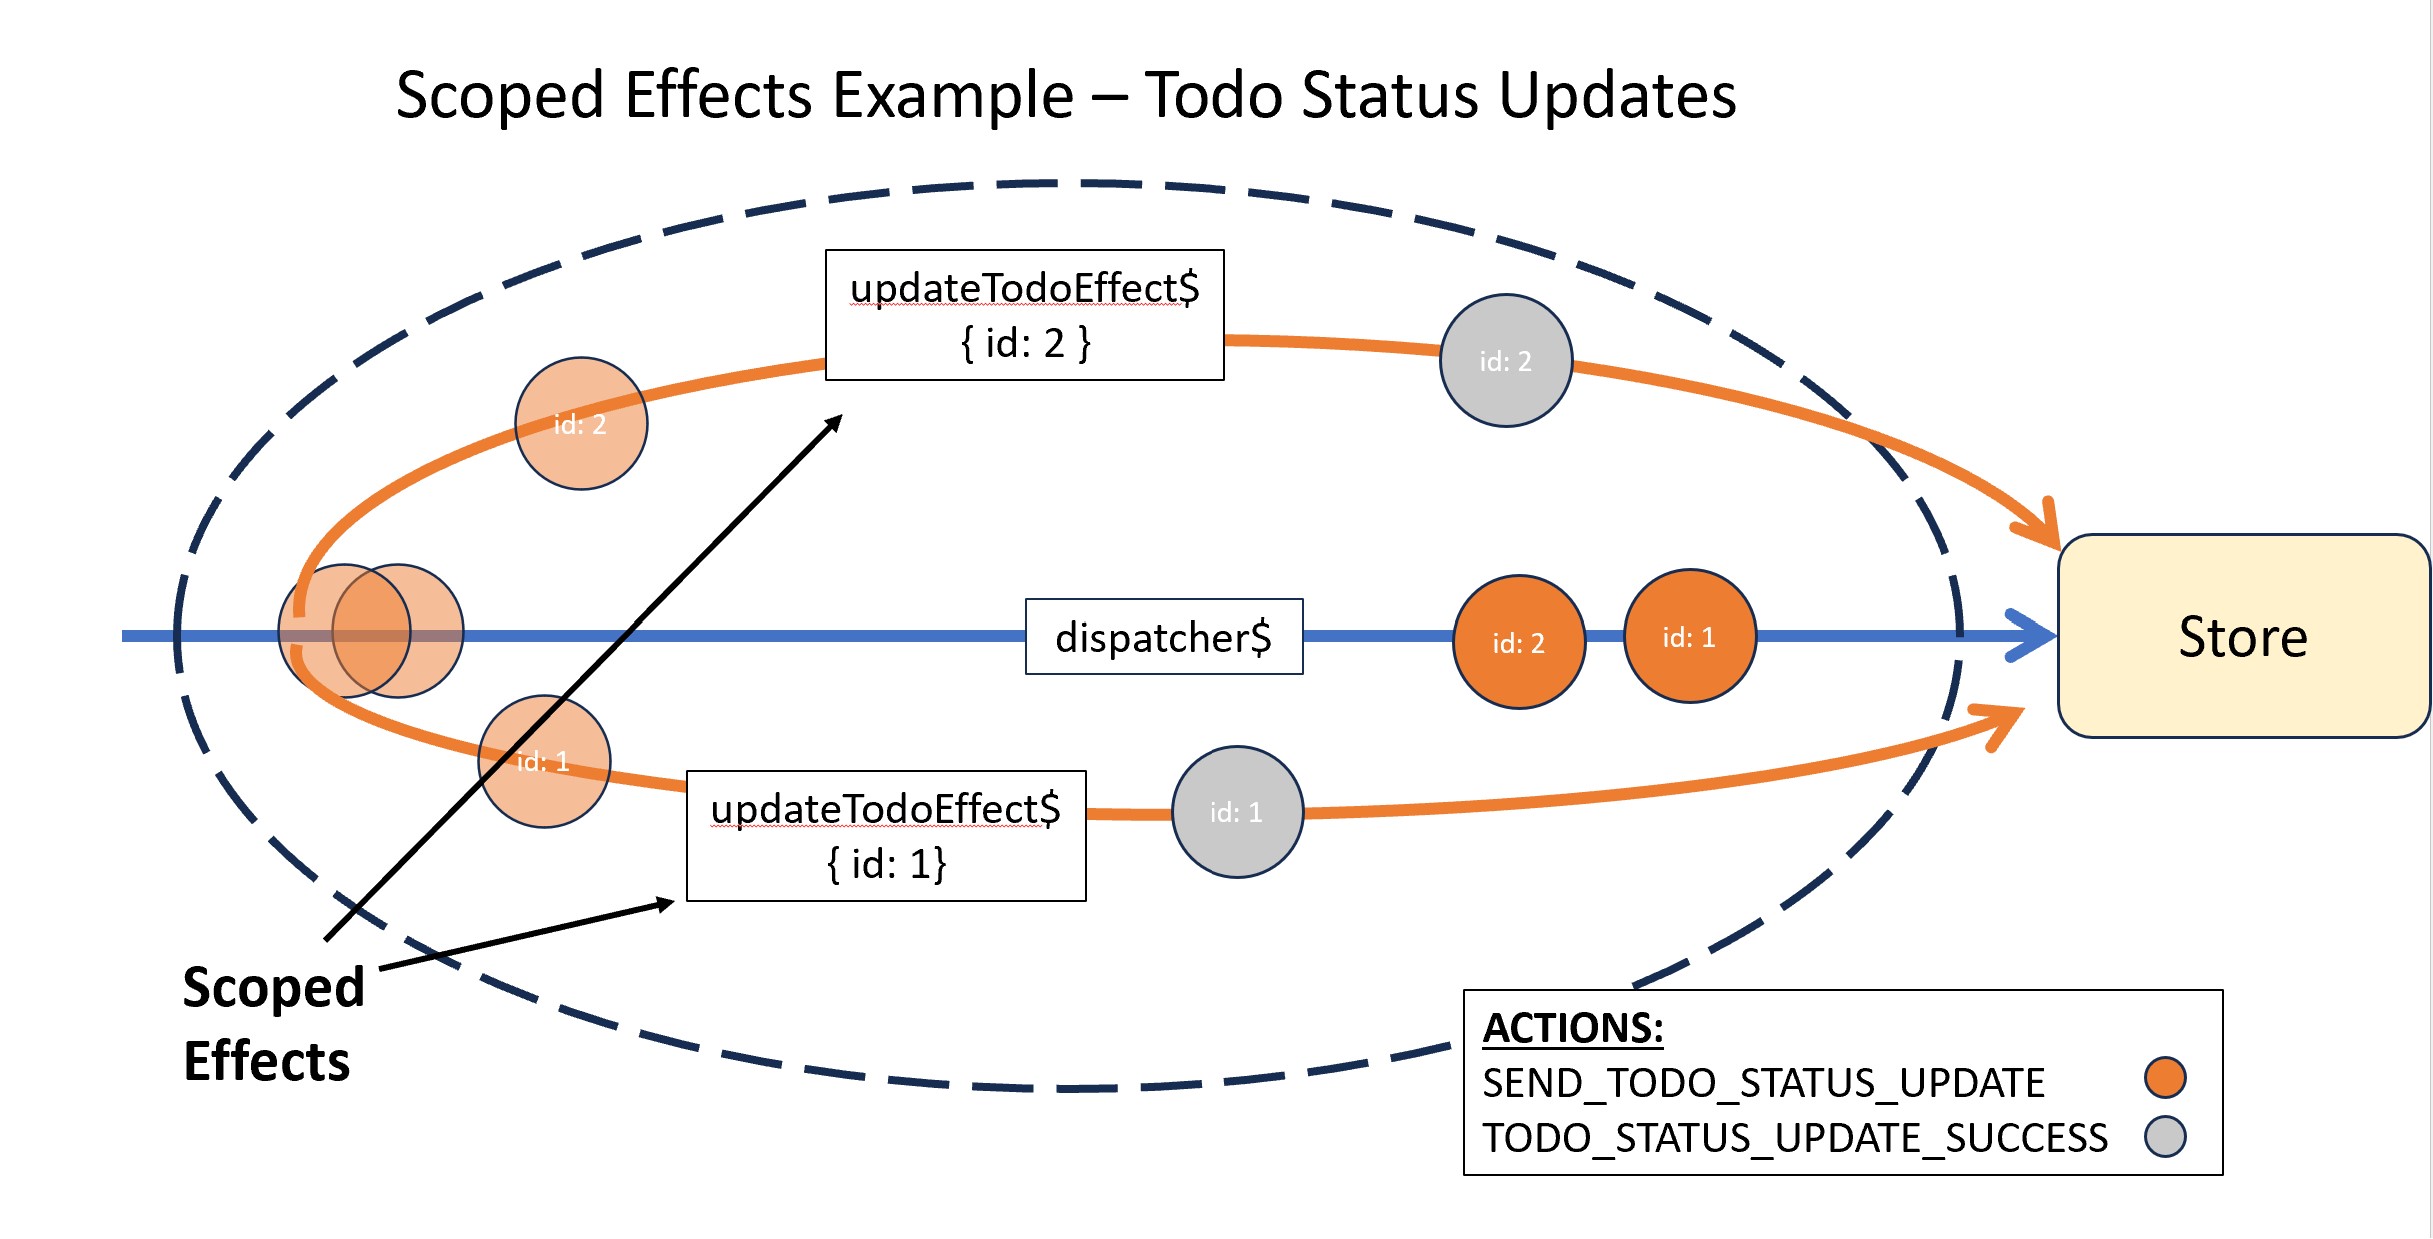 Scoped Effects Example – Todo Status Updates
updateTodoEffect$
{ id: 2 }
id: 2
id: 2
dispatcher$
id: 2
id: 1
Store
id: 1
updateTodoEffect$
{ id: 1}
id: 1
Scoped
Effects
ACTIONS:
SEND_TODO_STATUS_UPDATE
TODO_STATUS_UPDATE_SUCCESS